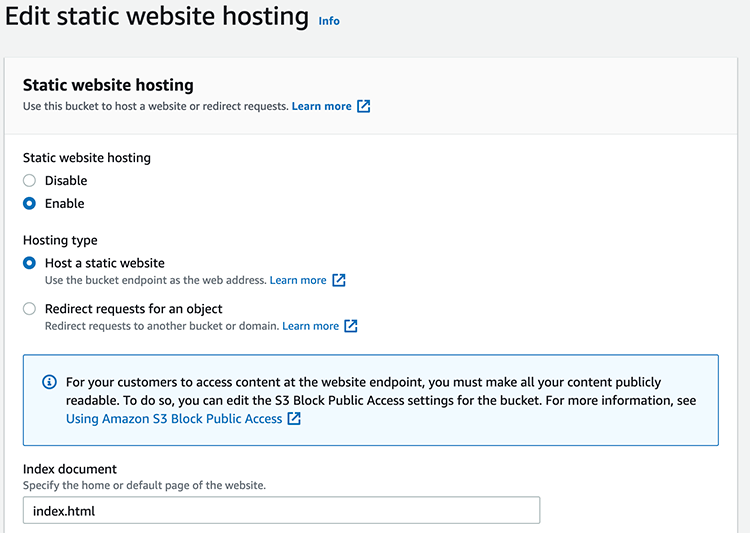 Edit static website hosting Info
Static website hosting
Use this bucket to host a website or redirect requests. Learn more
Static website hosting
Disable
Enable
Hosting type
Host a static website
Use the bucket endpoint as the web address. Learn more
Redirect requests for an object
Redirect requests to another bucket or domain. Learn more
For your customers to access content at the website endpoint, you must make all your content publicly
readable. To do so, you can edit the S3 Block Public Access settings for the bucket. For more information, see
Using Amazon S3 Block Public Access
Index document
Specify the home or default page of the website.
index.html